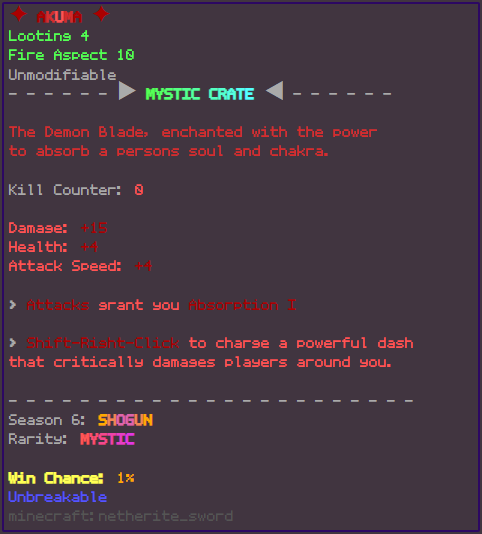 ✦ AKUMA ✦
Looting 4
Fire Aspect 10
Unmodifiable
- - - - - - ▶ MYSTIC CRATE ◀ - - - - - -
The Demon Blade, enchanted with the power
to absorb a persons soul and chakra.
Kill Counter: 0
Damage: +15
Health: +4
Attack Speed: +4
> Attacks grant you Absorption I
> Shift-Right-Click to charge a powerful dash
that critically damages players around you.
- - - - - - - - - - - - - - - - - - - - - - -
Season 6: SHOGUN
Rarity: MYSTIC
Win Chance: 1%
Unbreakable
minecraft:netherite_sword